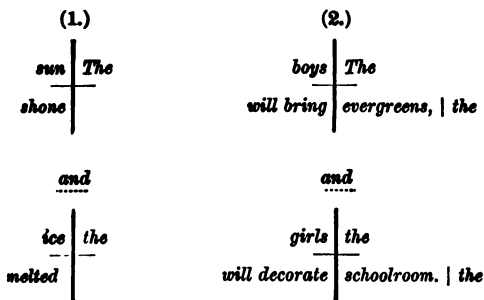 (1.) (2.)
sun The
shone
boys The
will bring evergreens, | the
and
and
ice the
melted
girls the
will decorate schoolroom. | the